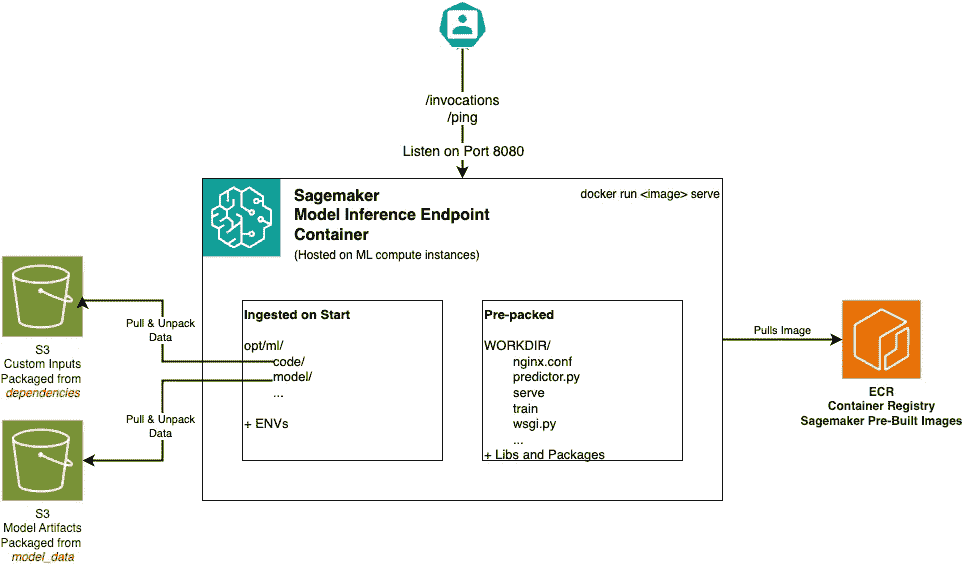 /invocations
/ping
Listen on Port 8080
Sagemaker
Model Inference Endpoint
Container
(Hosted on ML compute instances)
docker run <image> serve
Ingested on Start
opt/ml/
code/
model/
...
+ ENVs
Pre-packed
WORKDIR/
nginx.conf
predictor.py
serve
train
wsgi.py
...
+ Libs and Packages
Pull & Unpack
Data
Pull & Unpack
Data
S3
Custom Inputs
Packaged from
dependencies
S3
Model Artifacts
Packaged from
model_data
Pulls Image
ECR
Container Registry
Sagemaker Pre-Built Images